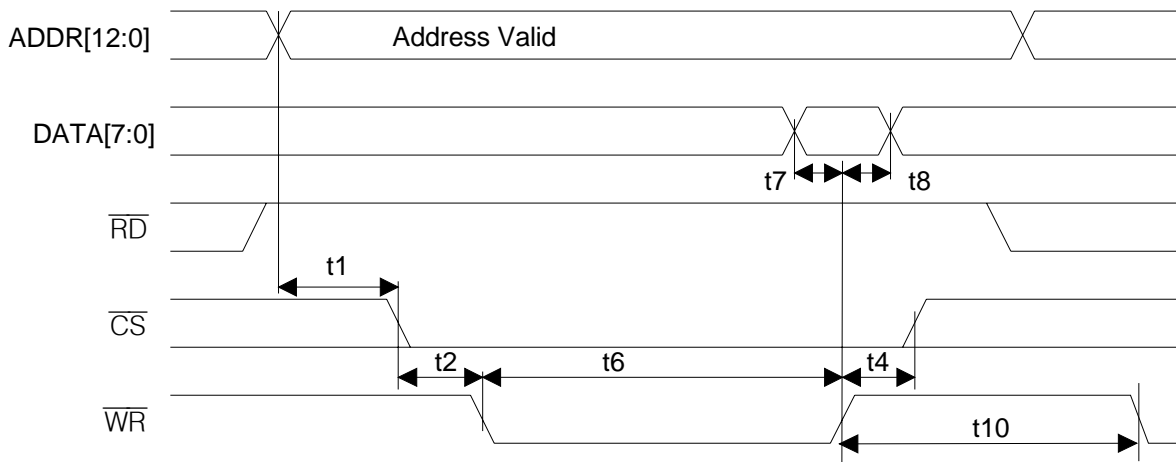 ADDR[12:0]
Address Valid
DATA[7:0]
t7
t8
RD
t1
CS
t2
t6
t4
WR
t10